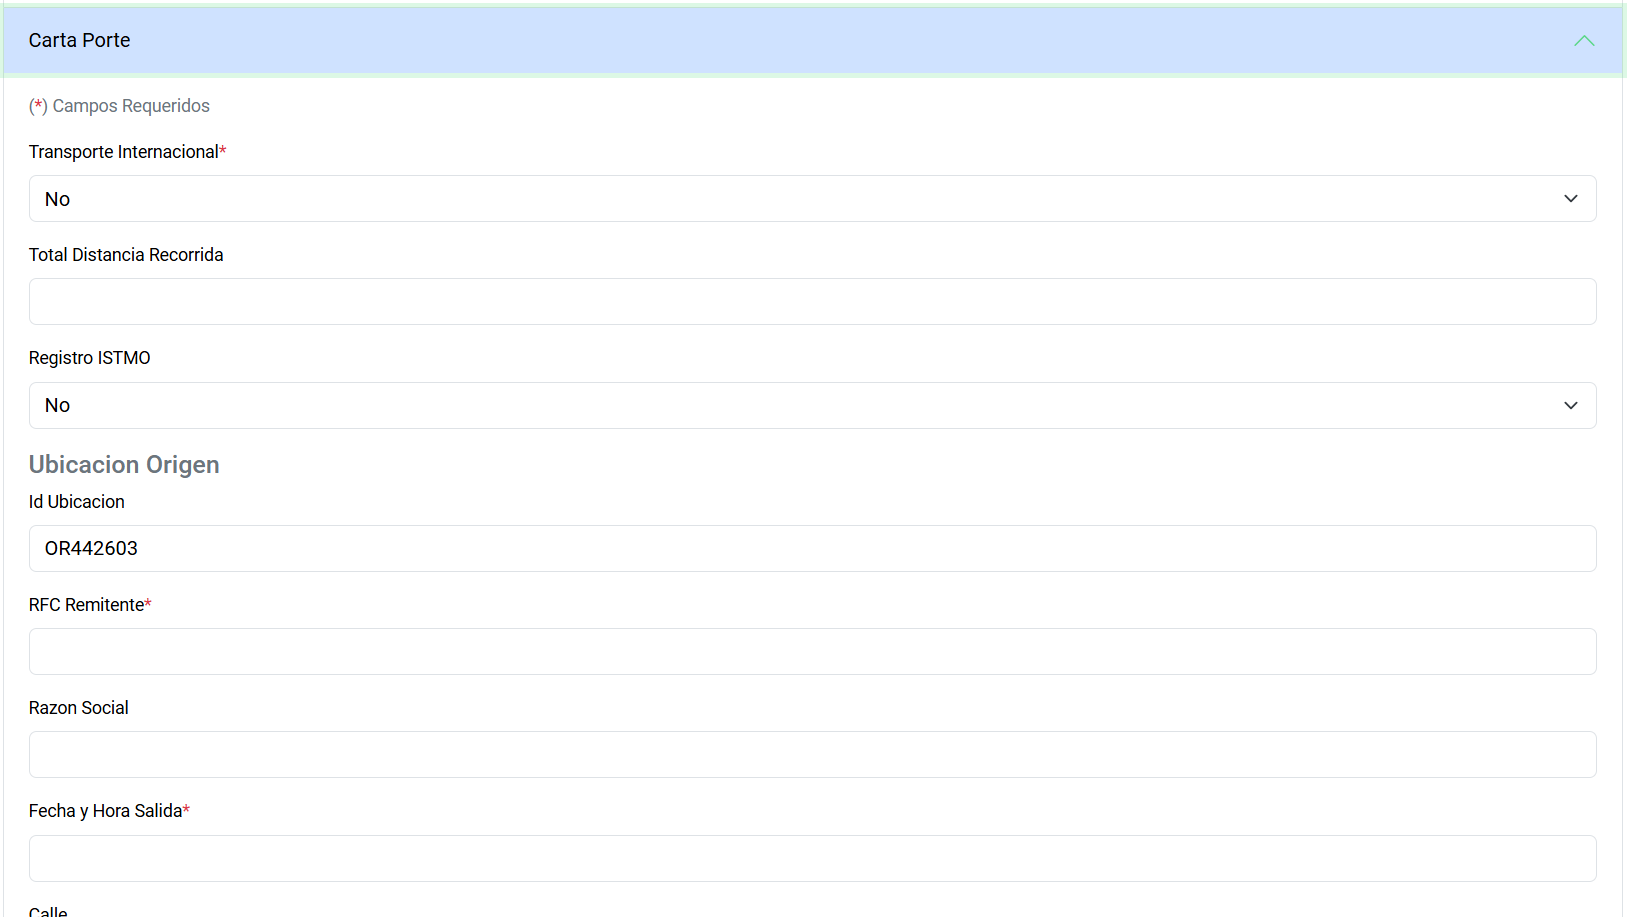 Carta Porte
(*) Campos Requeridos
Transporte Internacional*
No
Total Distancia Recorrida
Registro ISTMO
No
Ubicacion Origen
Id Ubicacion
OR442603
RFC Remitente*
Razon Social
Fecha y Hora Salida*
Calle